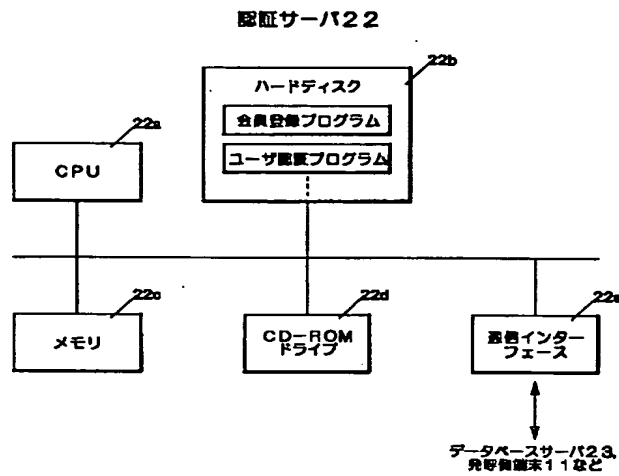 認証サーバ22
22b
ハードディスク
会員登録プログラム
ユーザ認証プログラム
22a
CPU
22c
メモリ
22d
CD-ROM
ドライブ
22e
通信インター
フェース
データベースサーバ23,
発呼側端末11など